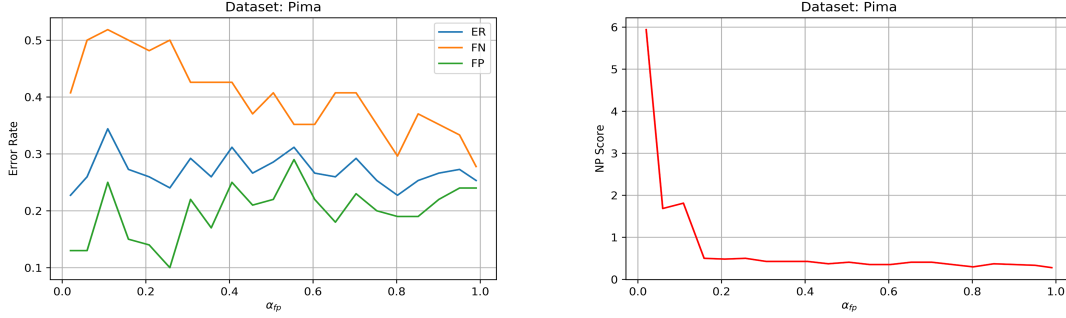 Dataset: Pima
Error Rate
0.5
0.4
0.3
0.2
0.1
ER
FN
FP
0.0 0.2 0.4 0.6 0.8 1.0
α_fp
Dataset: Pima
NP Score
6
5
4
3
2
1
0
0.0 0.2 0.4 0.6 0.8 1.0
α_fp